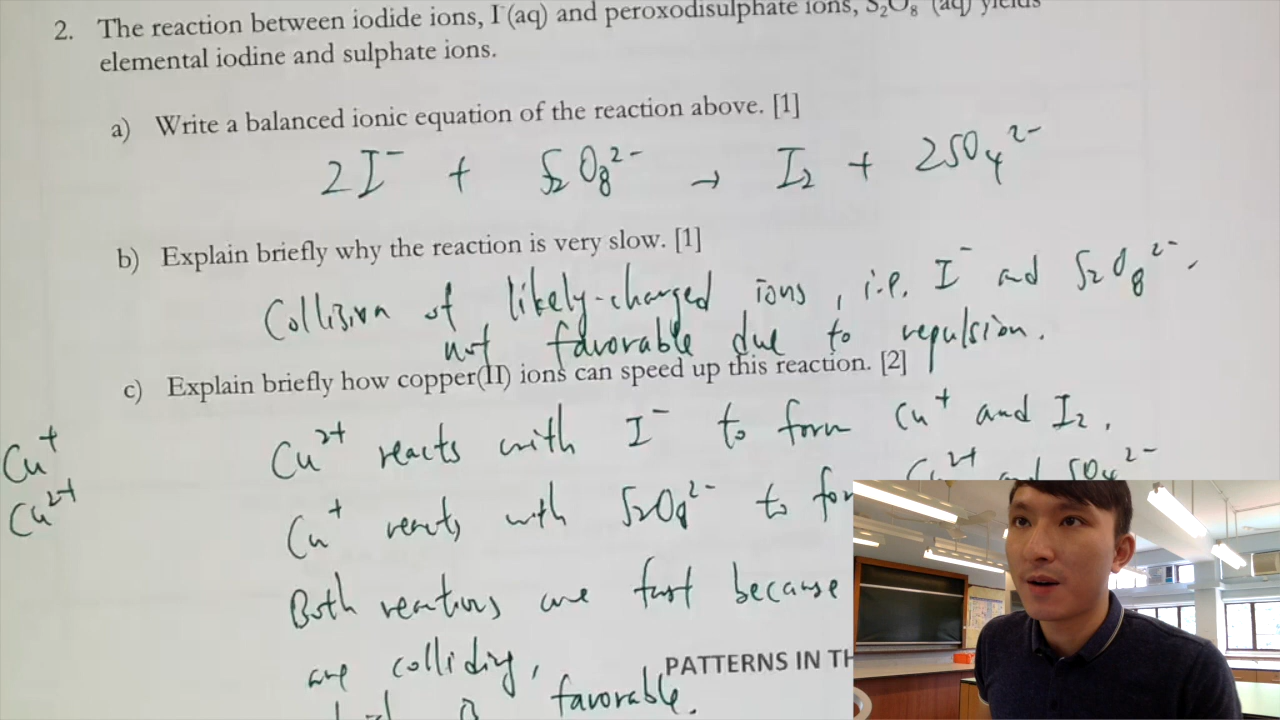 2. The reaction between iodide ions, I⁻(aq) and peroxodisulphate ions, S₂O₈ (aq) yields
elemental iodine and sulphate ions.
a) Write a balanced ionic equation of the reaction above. [1]
2I⁻ + S₂O₈²⁻ → I₂ + 2SO₄²⁻
b) Explain briefly why the reaction is very slow. [1]
Collision of likely-charged ions, i.e. I⁻ and S₂O₈²⁻,
not favorable due to repulsion.
c) Explain briefly how copper(II) ions can speed up this reaction. [2]
Cu²⁺ reacts with I⁻ to form Cu⁺ and I₂.
Cu⁺
Cu²⁺
Cu⁺ reacts with S₂O₈²⁻ to for Cu²⁺ and SO₄²⁻
Both reactions are fast because
are colliding,
PATTERNS IN TH
favorable.